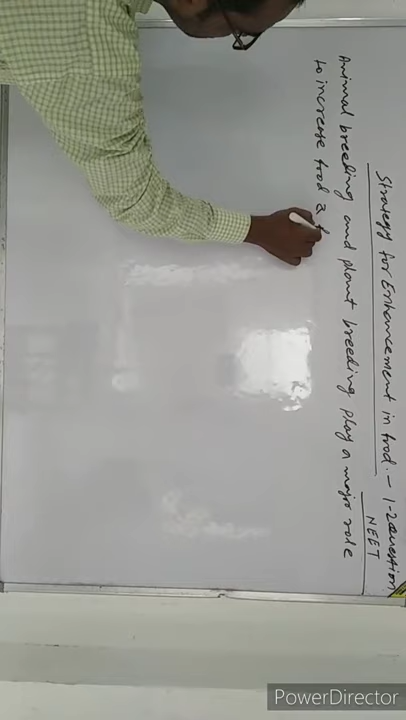 Strategy for Enhancement in food. - 1-2 question
NEET
Animal breeding and plant breeding play a major role
to increase food
PowerDirector